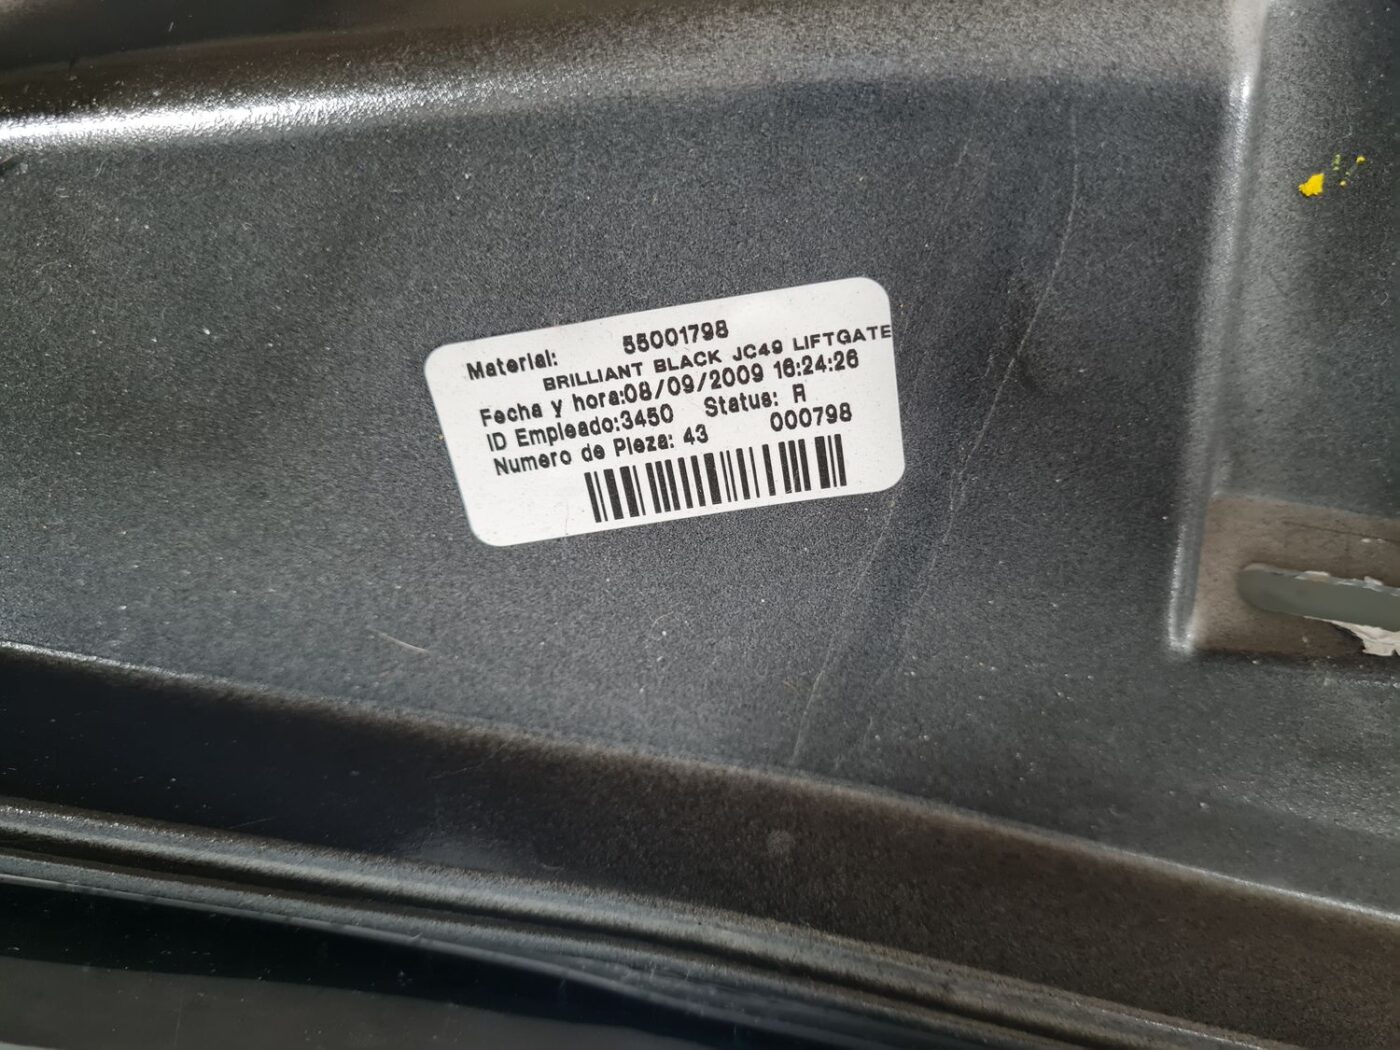 Material: 55001798
BRILLIANT BLACK JC49 LIFTGATE
Fecha y hora:08/09/2009 16:24:26
ID Empleado:3450 Status: R
Numero de Pieza: 43 000798